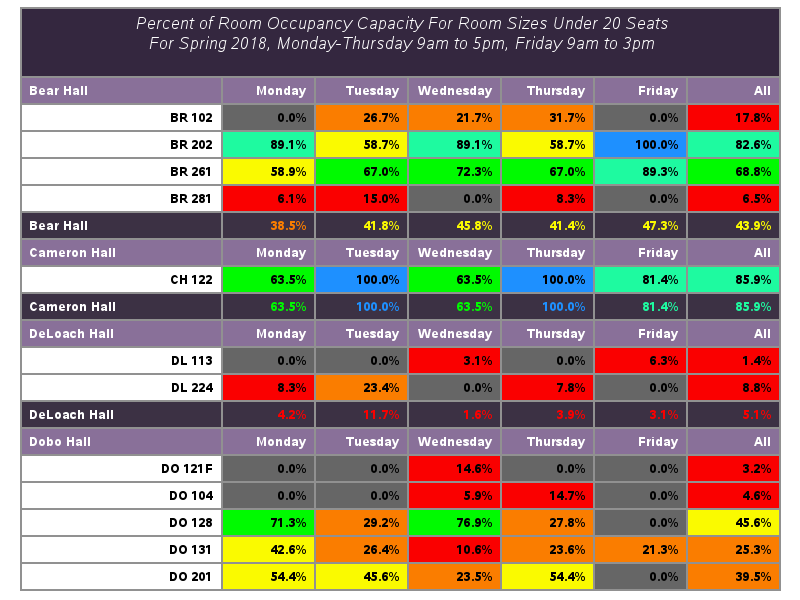 Percent of Room Occupancy Capacity For Room Sizes Under 20 Seats
For Spring 2018, Monday-Thursday 9am to 5pm, Friday 9am to 3pm
Bear Hall Monday Tuesday Wednesday Thursday Friday All
BR 102 0.0% 26.7% 21.7% 31.7% 0.0% 17.8%
BR 202 89.1% 58.7% 89.1% 58.7% 100.0% 82.6%
BR 261 58.9% 67.0% 72.3% 67.0% 89.3% 68.8%
BR 281 6.1% 15.0% 0.0% 8.3% 0.0% 6.5%
Bear Hall 38.5% 41.8% 45.8% 41.4% 47.3% 43.9%
Cameron Hall Monday Tuesday Wednesday Thursday Friday All
CH 122 63.5% 100.0% 63.5% 100.0% 81.4% 85.9%
Cameron Hall 63.5% 100.0% 63.5% 100.0% 81.4% 85.9%
DeLoach Hall Monday Tuesday Wednesday Thursday Friday All
DL 113 0.0% 0.0% 3.1% 0.0% 6.3% 1.4%
DL 224 8.3% 23.4% 0.0% 7.8% 0.0% 8.8%
DeLoach Hall 4.2% 11.7% 1.6% 3.9% 3.1% 5.1%
Dobo Hall Monday Tuesday Wednesday Thursday Friday All
DO 121F 0.0% 0.0% 14.6% 0.0% 0.0% 3.2%
DO 104 0.0% 0.0% 5.9% 14.7% 0.0% 4.6%
DO 128 71.3% 29.2% 76.9% 27.8% 0.0% 45.6%
DO 131 42.6% 26.4% 10.6% 23.6% 21.3% 25.3%
DO 201 54.4% 45.6% 23.5% 54.4% 0.0% 39.5%